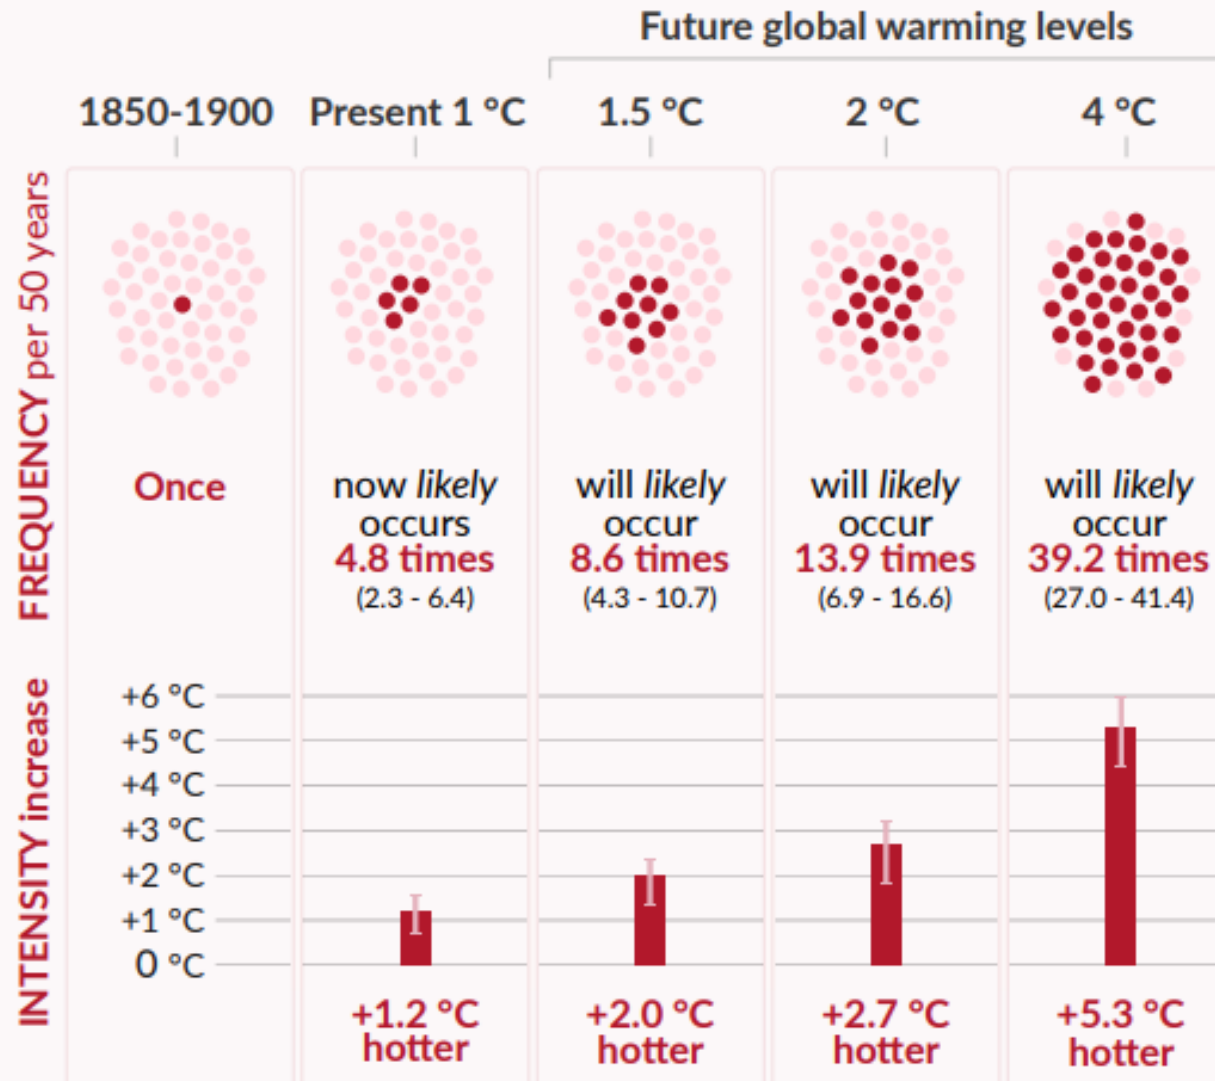 Future global warming levels
1850-1900
Present 1 °C
1.5 °C
2 °C
4 °C
FREQUENCY per 50 years
Once
now likely
occurs
4.8 times
(2.3 - 6.4)
will likely
occur
8.6 times
(4.3 - 10.7)
will likely
occur
13.9 times
(6.9 - 16.6)
will likely
occur
39.2 times
(27.0 - 41.4)
INTENSITY increase
+6 °C
+5 °C
+4 °C
+3 °C
+2 °C
+1 °C
0 °C
+1.2 °C
hotter
+2.0 °C
hotter
+2.7 °C
hotter
+5.3 °C
hotter